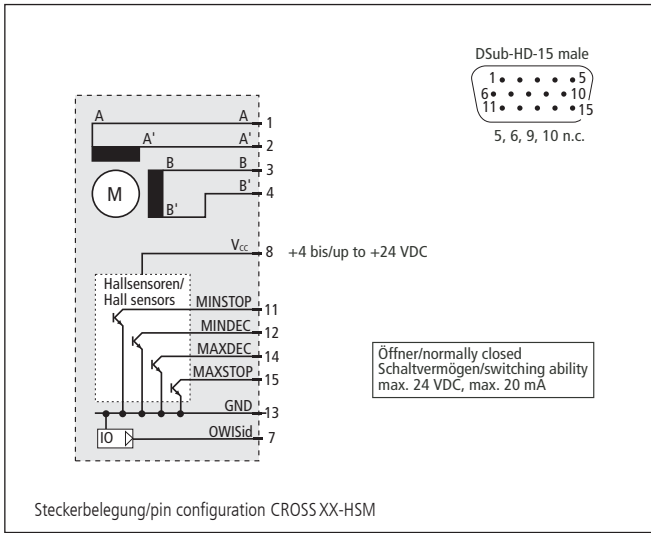 DSub-HD-15 male
1 5
6 10
11 15
5, 6, 9, 10 n.c.
A A 1
A' A' 2
B B 3
M B' 4
B'
Vcc 8 +4 bis/up to +24 VDC
Hallsensoren/
Hall sensors
MINSTOP 11
MINDEC 12
MAXDEC 14
MAXSTOP 15
GND 13
IO OWISid 7
Öffner/normally closed
Schaltvermögen/switching ability
max. 24 VDC, max. 20 mA
Steckerbelegung/pin configuration CROSS XX-HSM